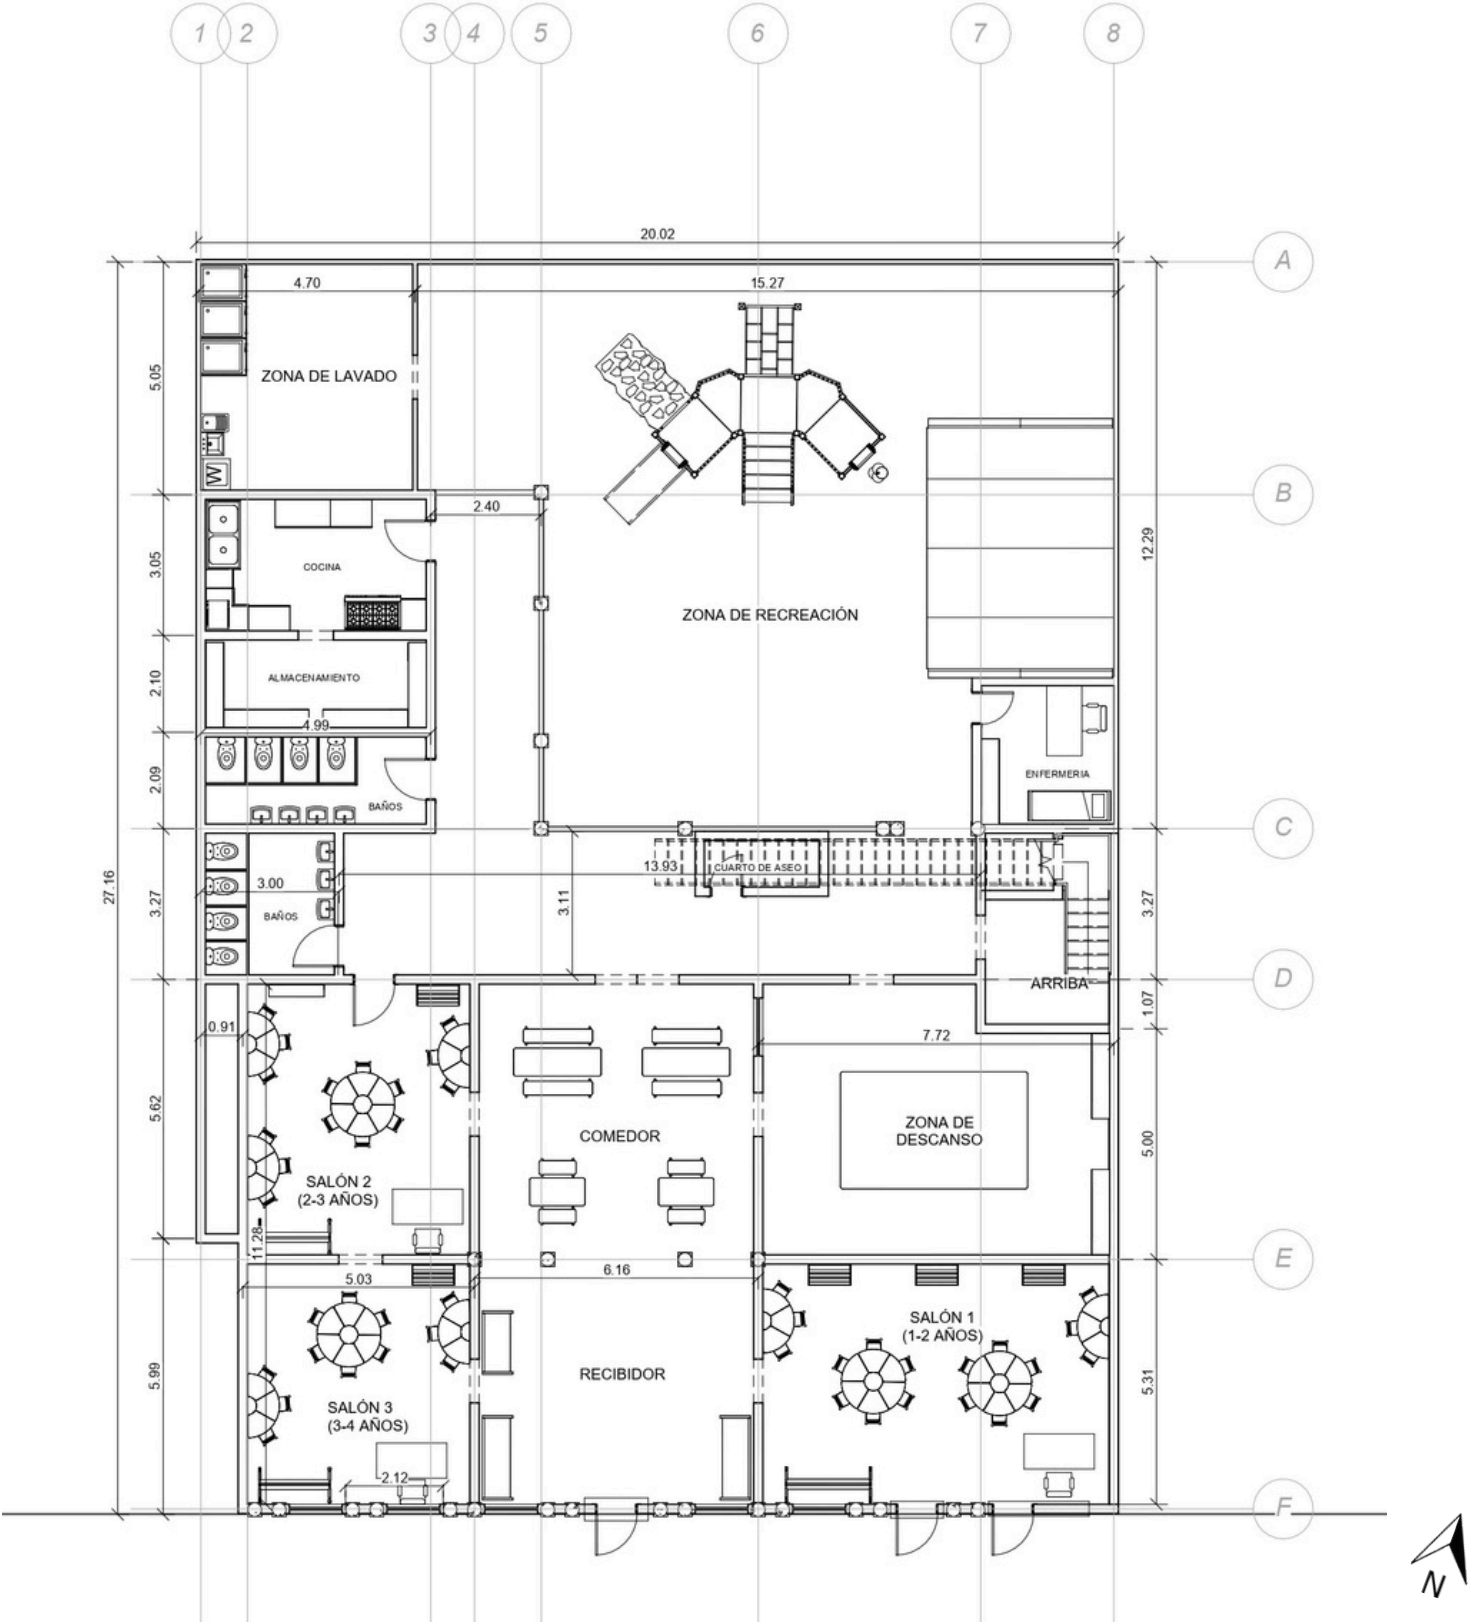 1 2 3 4 5 6 7 8
20.02
A
4.70 15.27
5.05
ZONA DE LAVADO
B
2.40
12.29
3.05
COCINA
ZONA DE RECREACIÓN
2.10
ALMACENAMIENTO
4.99
2.09
ENFERMERIA
BAÑOS
C
13.93
CUARTO DE ASEO
27.16
3.27
3.00
3.11
3.27
BAÑOS
D
ARRIBA
1.07
0.91
7.72
5.62
COMEDOR
ZONA DE
DESCANSO
5.00
SALÓN 2
(2-3 AÑOS)
11.28
E
5.03
6.16
SALÓN 1
(1-2 AÑOS)
5.99
RECIBIDOR
5.31
SALÓN 3
(3-4 AÑOS)
2.12
F
N